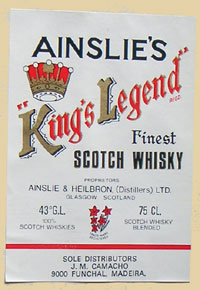 AINSLIE'S
"King's Legend"
REGD.
Finest
SCOTCH WHISKY
PROPRIETORS
AINSLIE & HEILBRON, (Distillers) LTD.
GLASGOW SCOTLAND
43° G.L.
75 CL.
100%
SCOTCH WHISKIES
SCOTCH WHISKY
BLENDED
SOLE DISTRIBUTORS
J. M. CAMACHO
9000 FUNCHAL, MADEIRA.